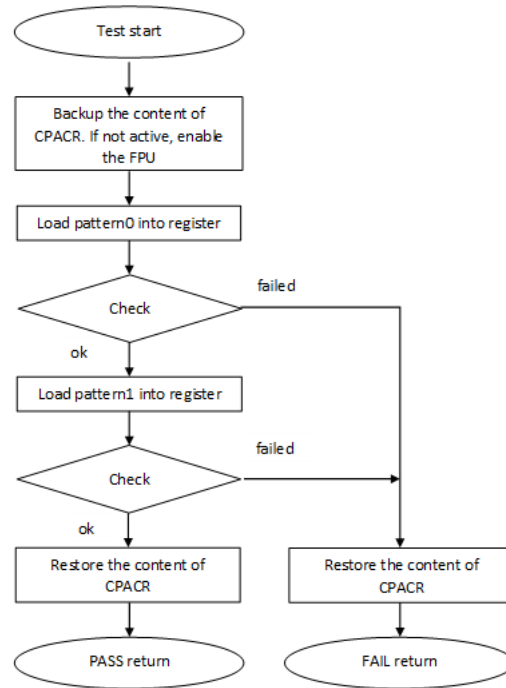 Test start
Backup the content of
CPACR. If not active, enable
the FPU
Load pattern0 into register
Check
failed
ok
Load pattern1 into register
Check
failed
ok
Restore the content of
CPACR
Restore the content of
CPACR
PASS return
FAIL return